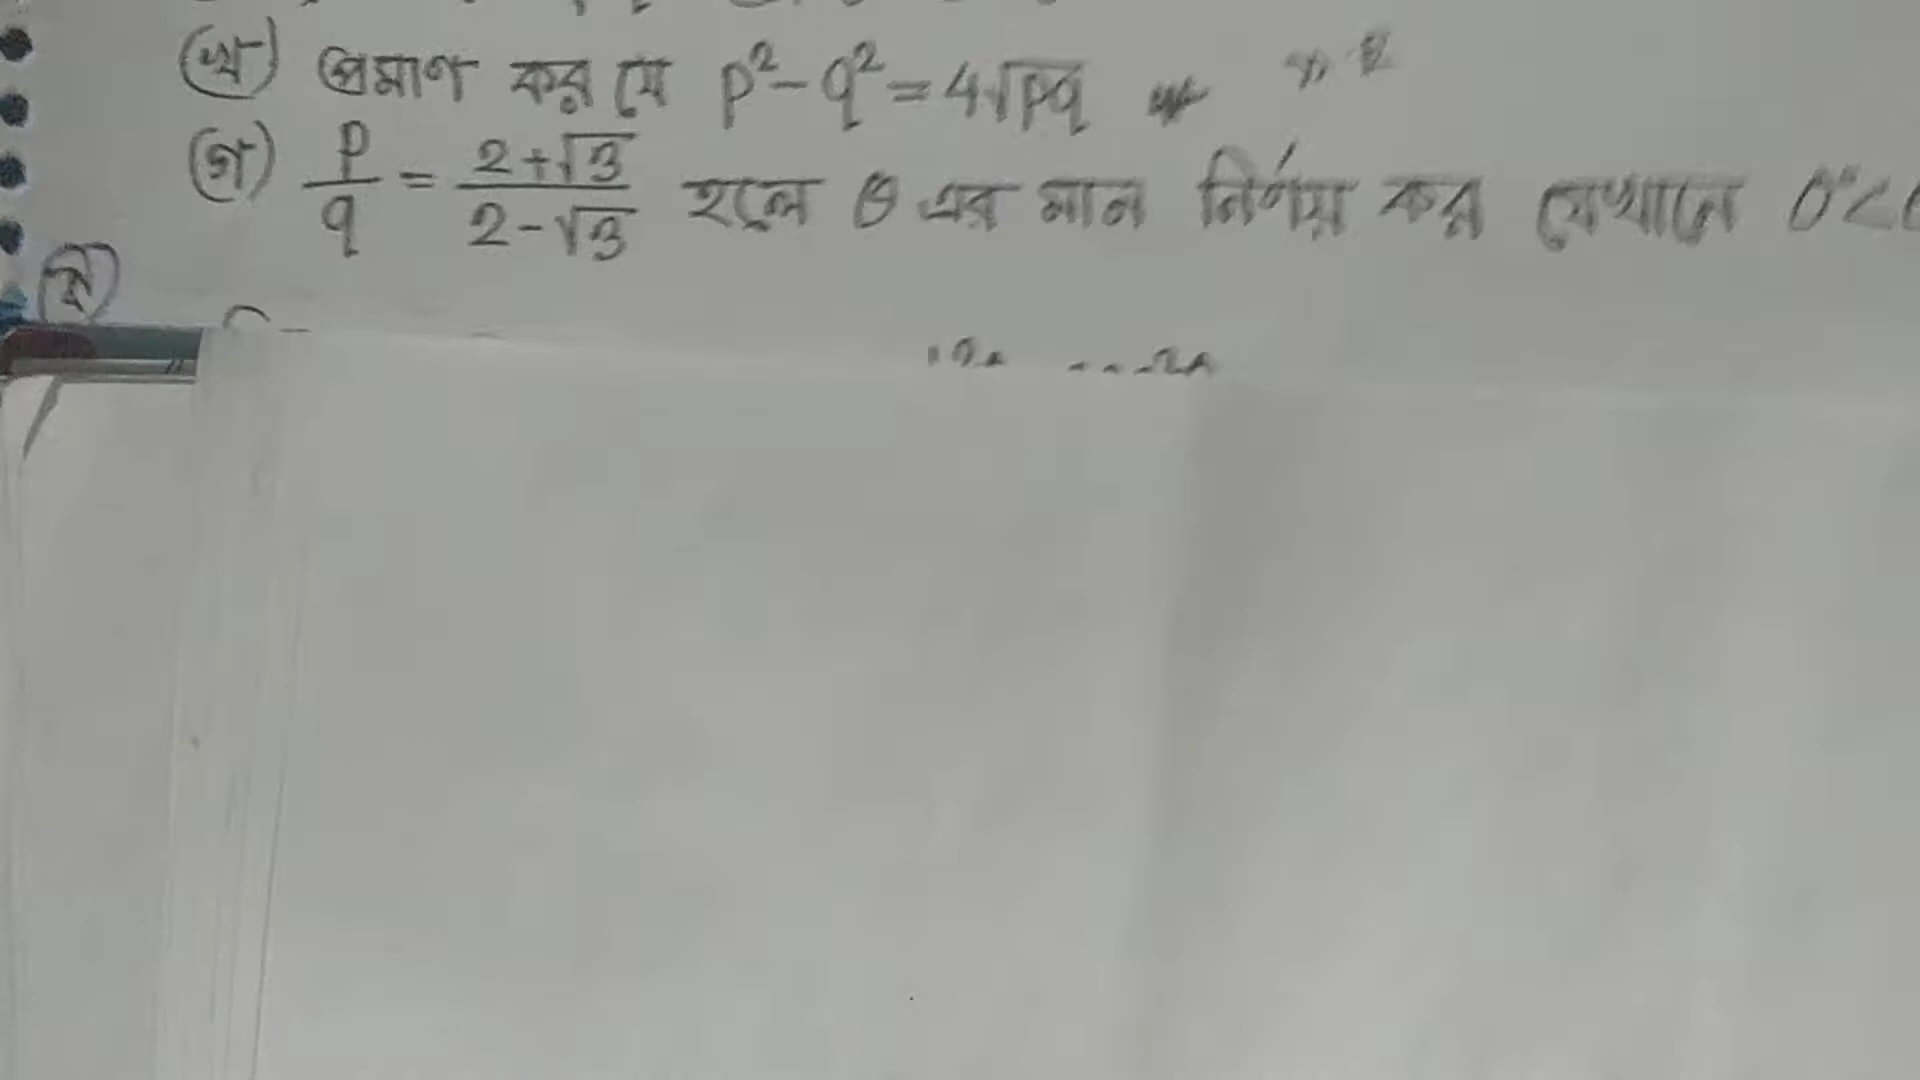 (খ) প্রমাণ কর যে p²-q²=4√pq
(গ) p/q = 2+√3/2-√3 হলে θ এর মান নির্ণয় কর যেখানে 0°<